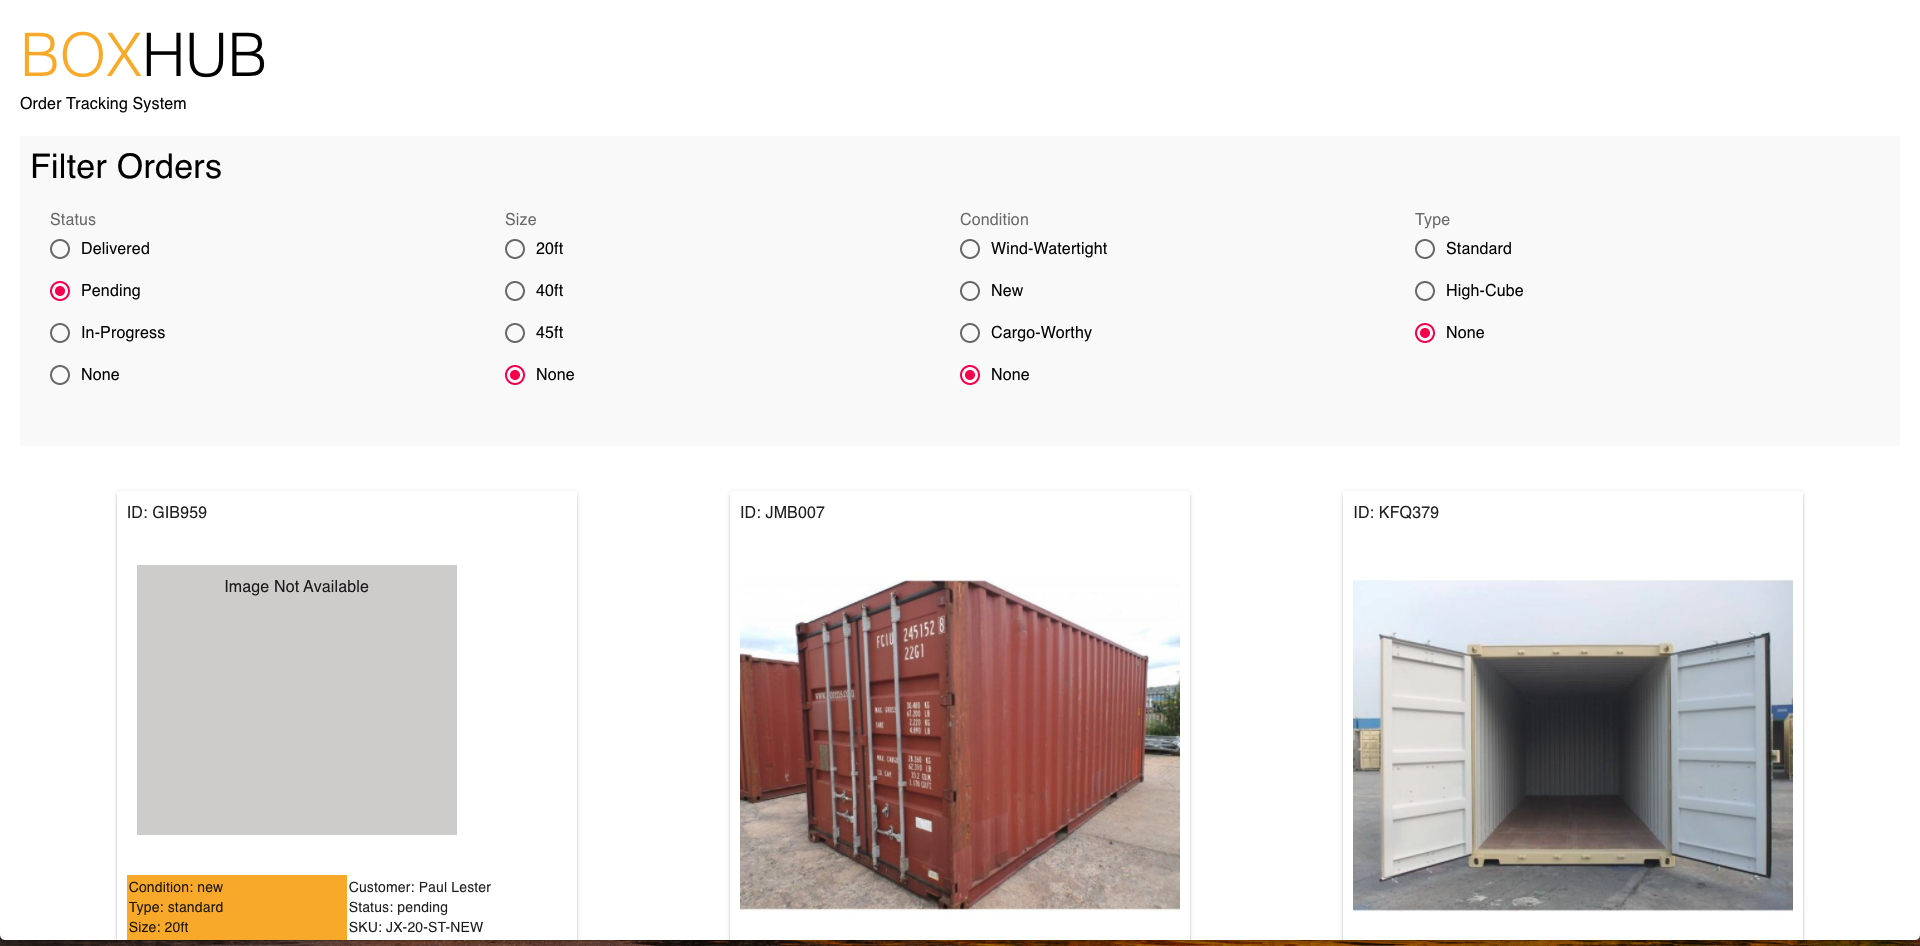 BOXHUB
Order Tracking System
Filter Orders
Status
Delivered
Pending
In-Progress
None
Size
20ft
40ft
45ft
None
Condition
Wind-Watertight
New
Cargo-Worthy
None
Type
Standard
High-Cube
None
ID: GIB959
Image Not Available
Condition: new
Type: standard
Size: 20ft
Customer: Paul Lester
Status: pending
SKU: JX-20-ST-NEW
ID: JMB007
FCIU 245152 8
22G1
ID: KFQ379